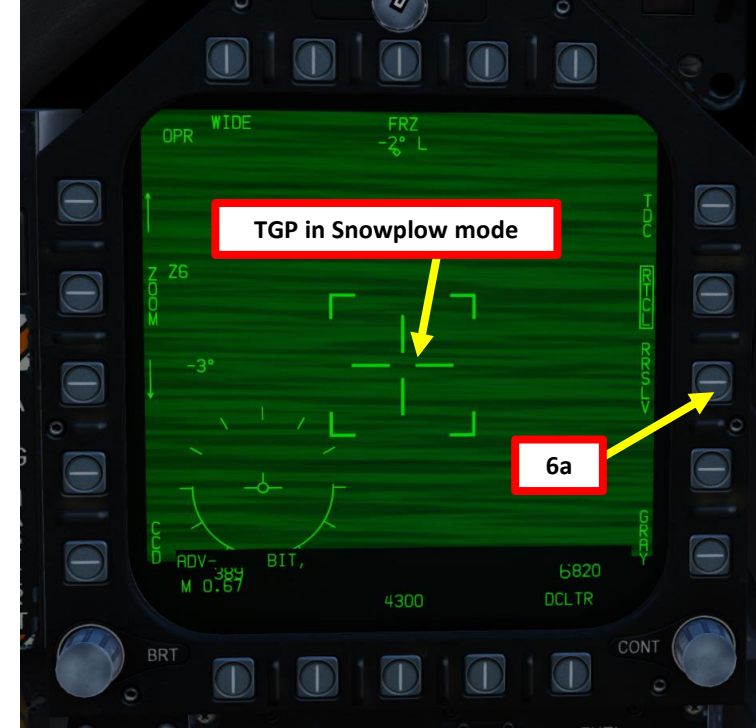 WIDE
FRZ
OPR
-2° L
TDC
TGP in Snowplow mode
ZOOM
Z6
RTCL
-3°
RRSLV
6a
CCD
GRAY
ADV- BIT,
389
6820
M 0.67
4300
DCLTR
BRT
CONT